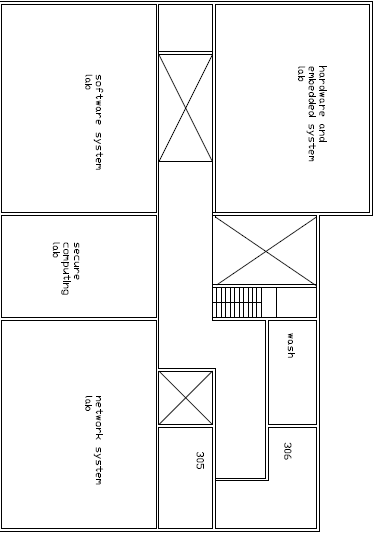 software system
lab
hardware and
embedded system
lab
secure
computing
lab
wash
network system
lab
305
306